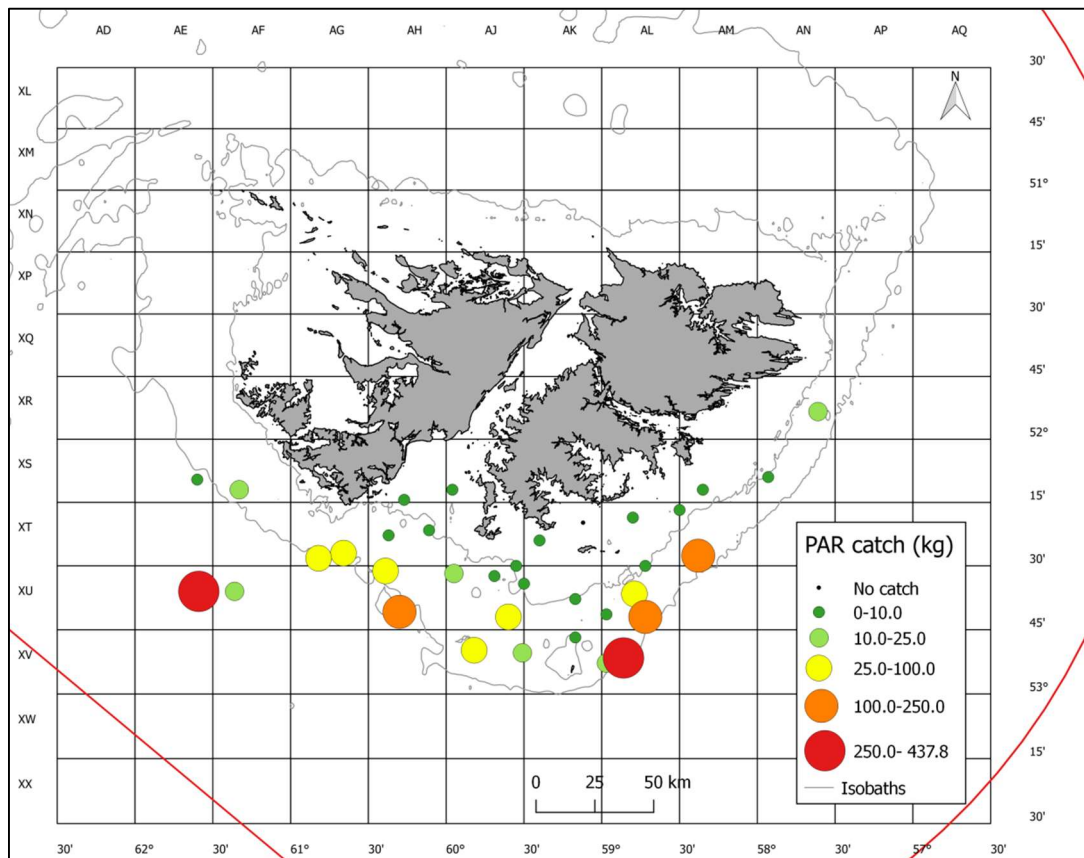 AD AE AF AG AH AJ AK AL AM AN AP AQ
30'
XL
N
45'
XM
51°
XN
15'
XP
30'
XQ
45'
XR
52°
XS
15'
XT
PAR catch (kg)
30'
No catch
XU
0-10.0
45'
10.0-25.0
XV
25.0-100.0
53°
100.0-250.0
XW
15'
250.0- 437.8
XX
0 25 50 km
Isobaths
30'
30' 62° 30' 61° 30' 60° 30' 59° 30' 58° 30' 57° 30'